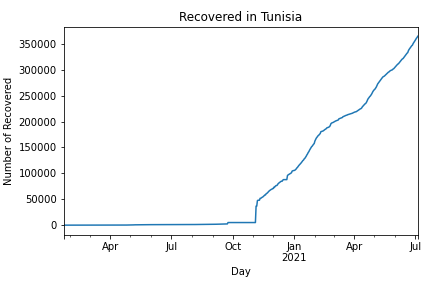 Recovered in Tunisia
Number of Recovered
350000
300000
250000
200000
150000
100000
50000
0
Apr Jul Oct Jan Apr Jul
2021
Day